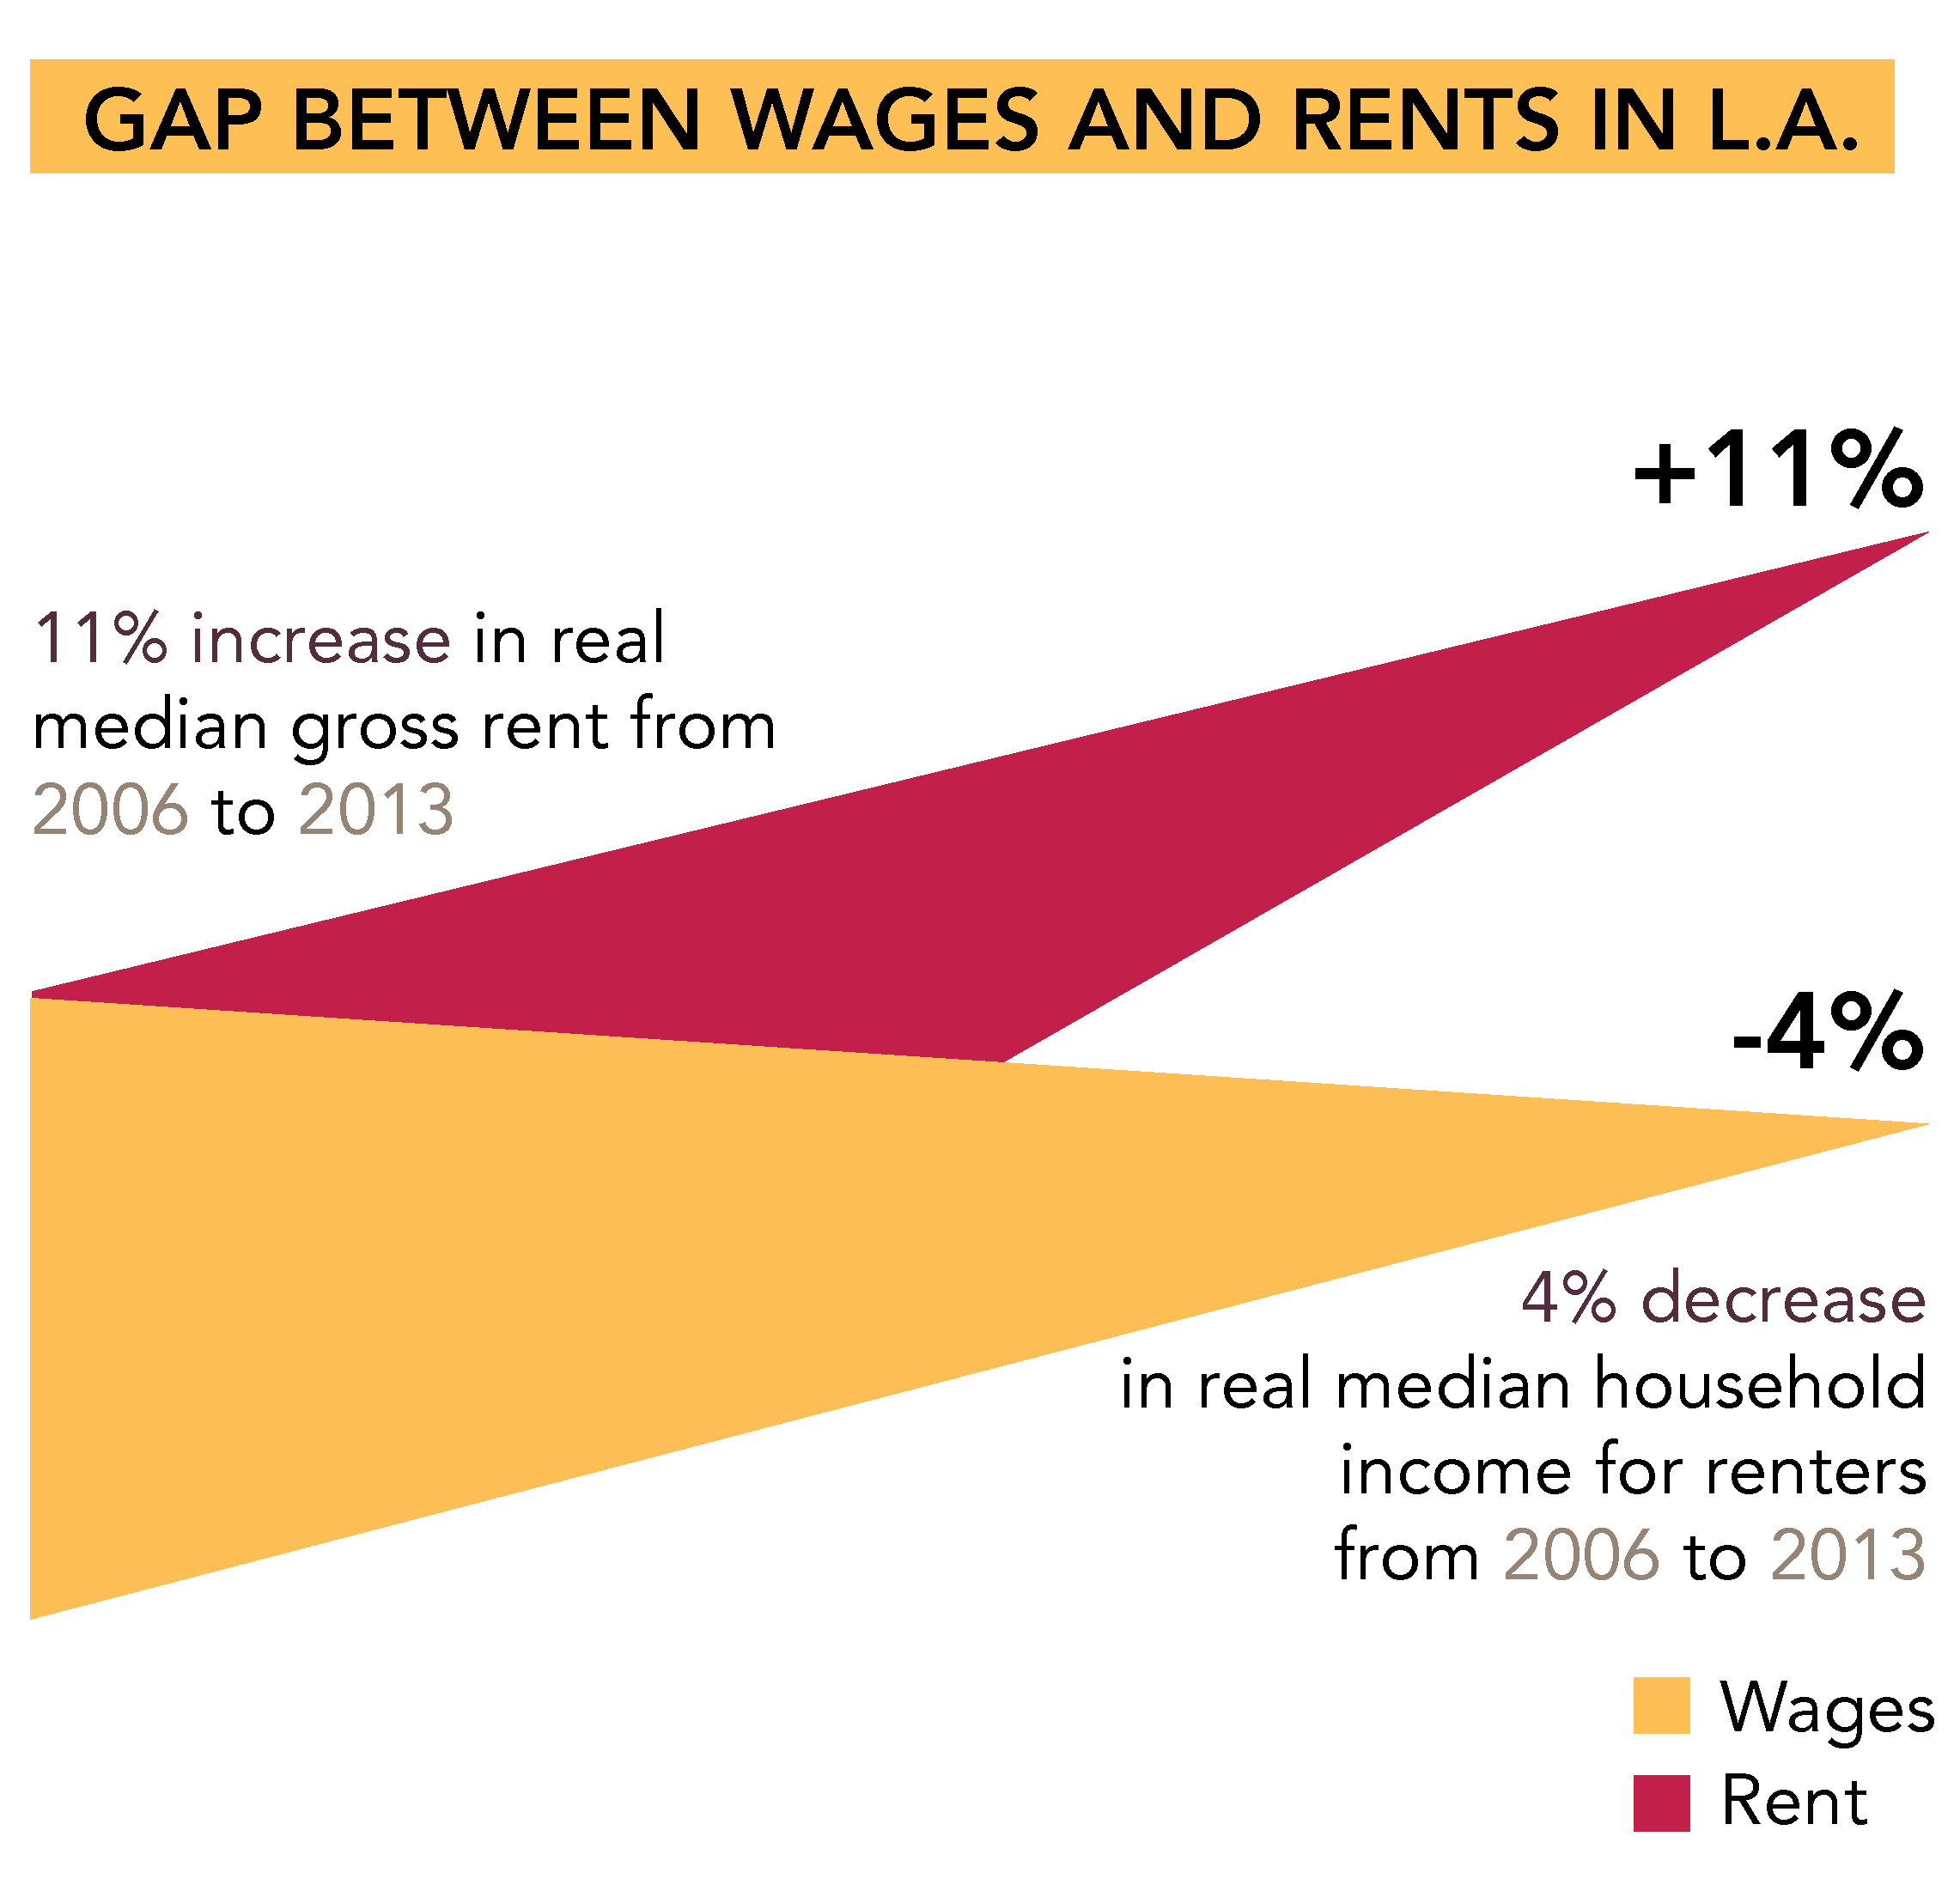 GAP BETWEEN WAGES AND RENTS IN L.A.
+11%
11% increase in real
median gross rent from
2006 to 2013
-4%
4% decrease
in real median household
income for renters
from 2006 to 2013
Wages
Rent